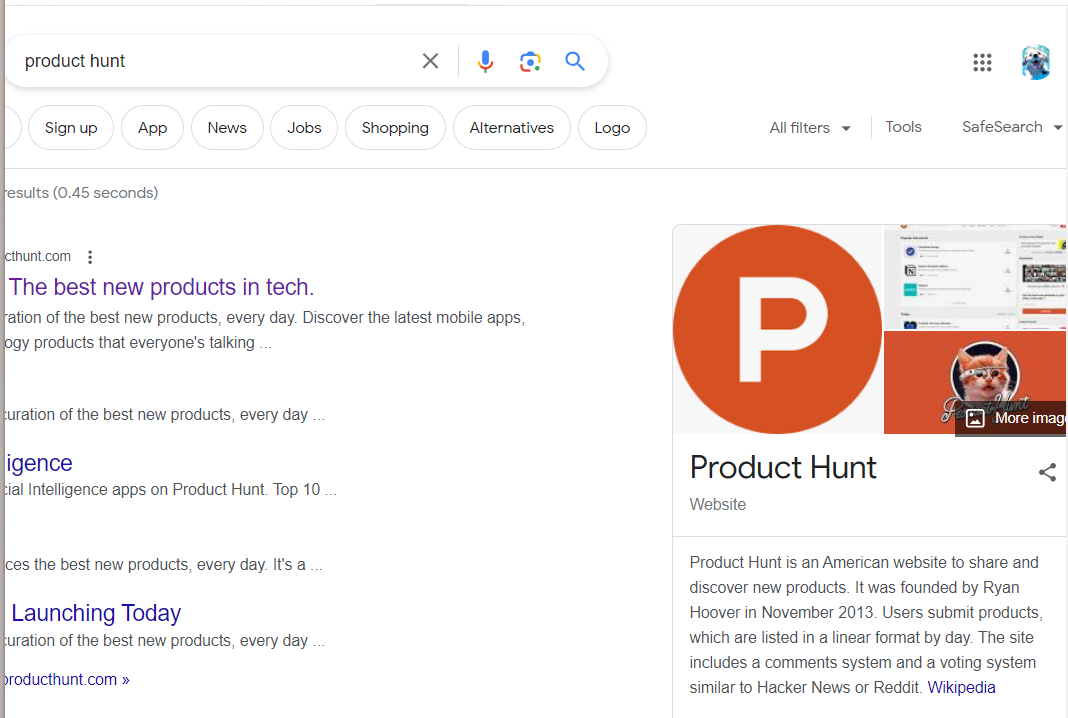 product hunt
Sign up
App
News
Jobs
Shopping
Alternatives
Logo
All filters
Tools
SafeSearch
results (0.45 seconds)
cthunt.com
The best new products in tech.
ration of the best new products, every day. Discover the latest mobile apps,
ogy products that everyone's talking ...
curation of the best new products, every day ...
ligence
cial Intelligence apps on Product Hunt. Top 10 ...
ces the best new products, every day. It's a ...
Launching Today
curation of the best new products, every day ...
producthunt.com »
P
More imag
Product Hunt
Website
Product Hunt is an American website to share and
discover new products. It was founded by Ryan
Hoover in November 2013. Users submit products,
which are listed in a linear format by day. The site
includes a comments system and a voting system
similar to Hacker News or Reddit. Wikipedia